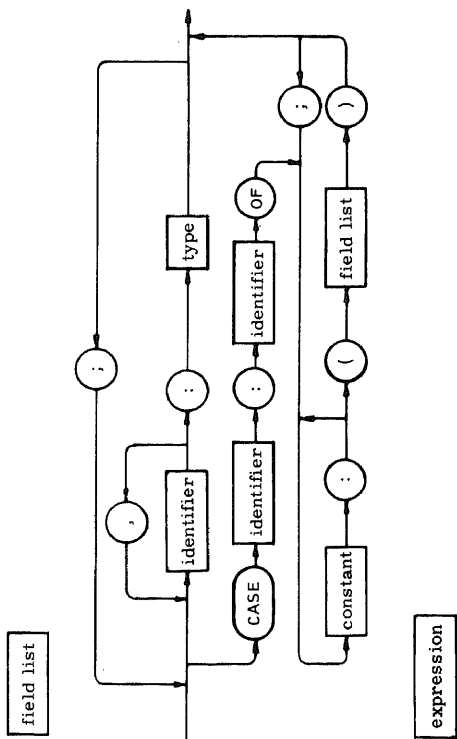 field list
;
,
identifier : type
CASE identifier : identifier OF
;
constant : ( field list )
expression